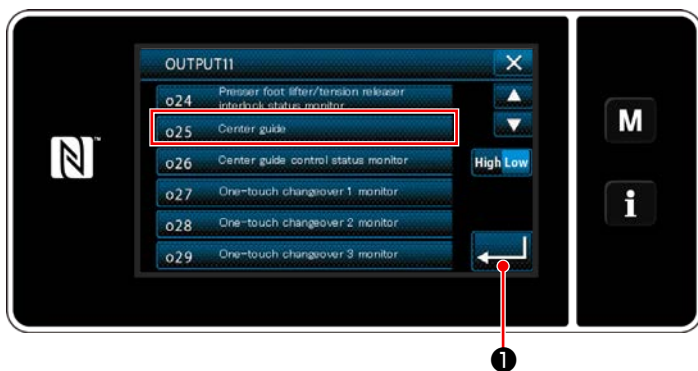 OUTPUT11
o24 Presser foot lifter/tension releaser
interlock status monitor
o25 Center guide
o26 Center guide control status monitor
High Low
o27 One-touch changeover 1 monitor
o28 One-touch changeover 2 monitor
o29 One-touch changeover 3 monitor
M
i
❶